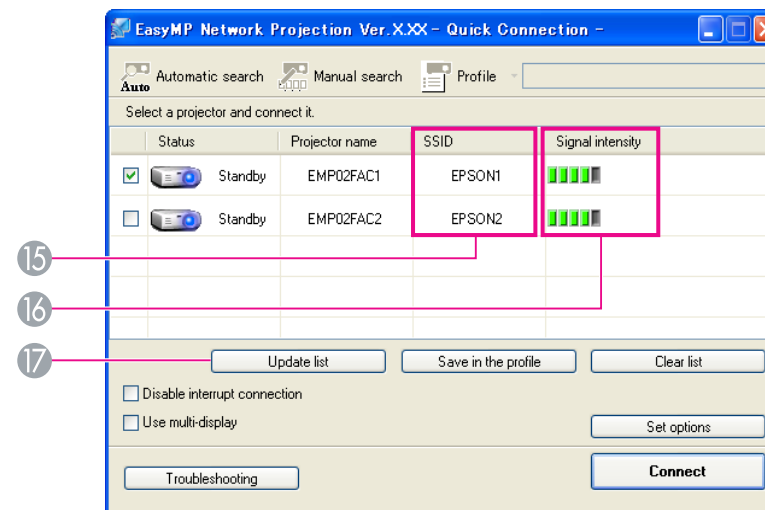 EasyMP Network Projection Ver.X.XX - Quick Connection -
Auto Automatic search Manual search Profile
Select a projector and connect it.
Status Projector name SSID Signal intensity
Standby EMP02FAC1 EPSON1
Standby EMP02FAC2 EPSON2
15
16
17
Update list Save in the profile Clear list
Disable interrupt connection
Use multi-display
Set options
Troubleshooting Connect